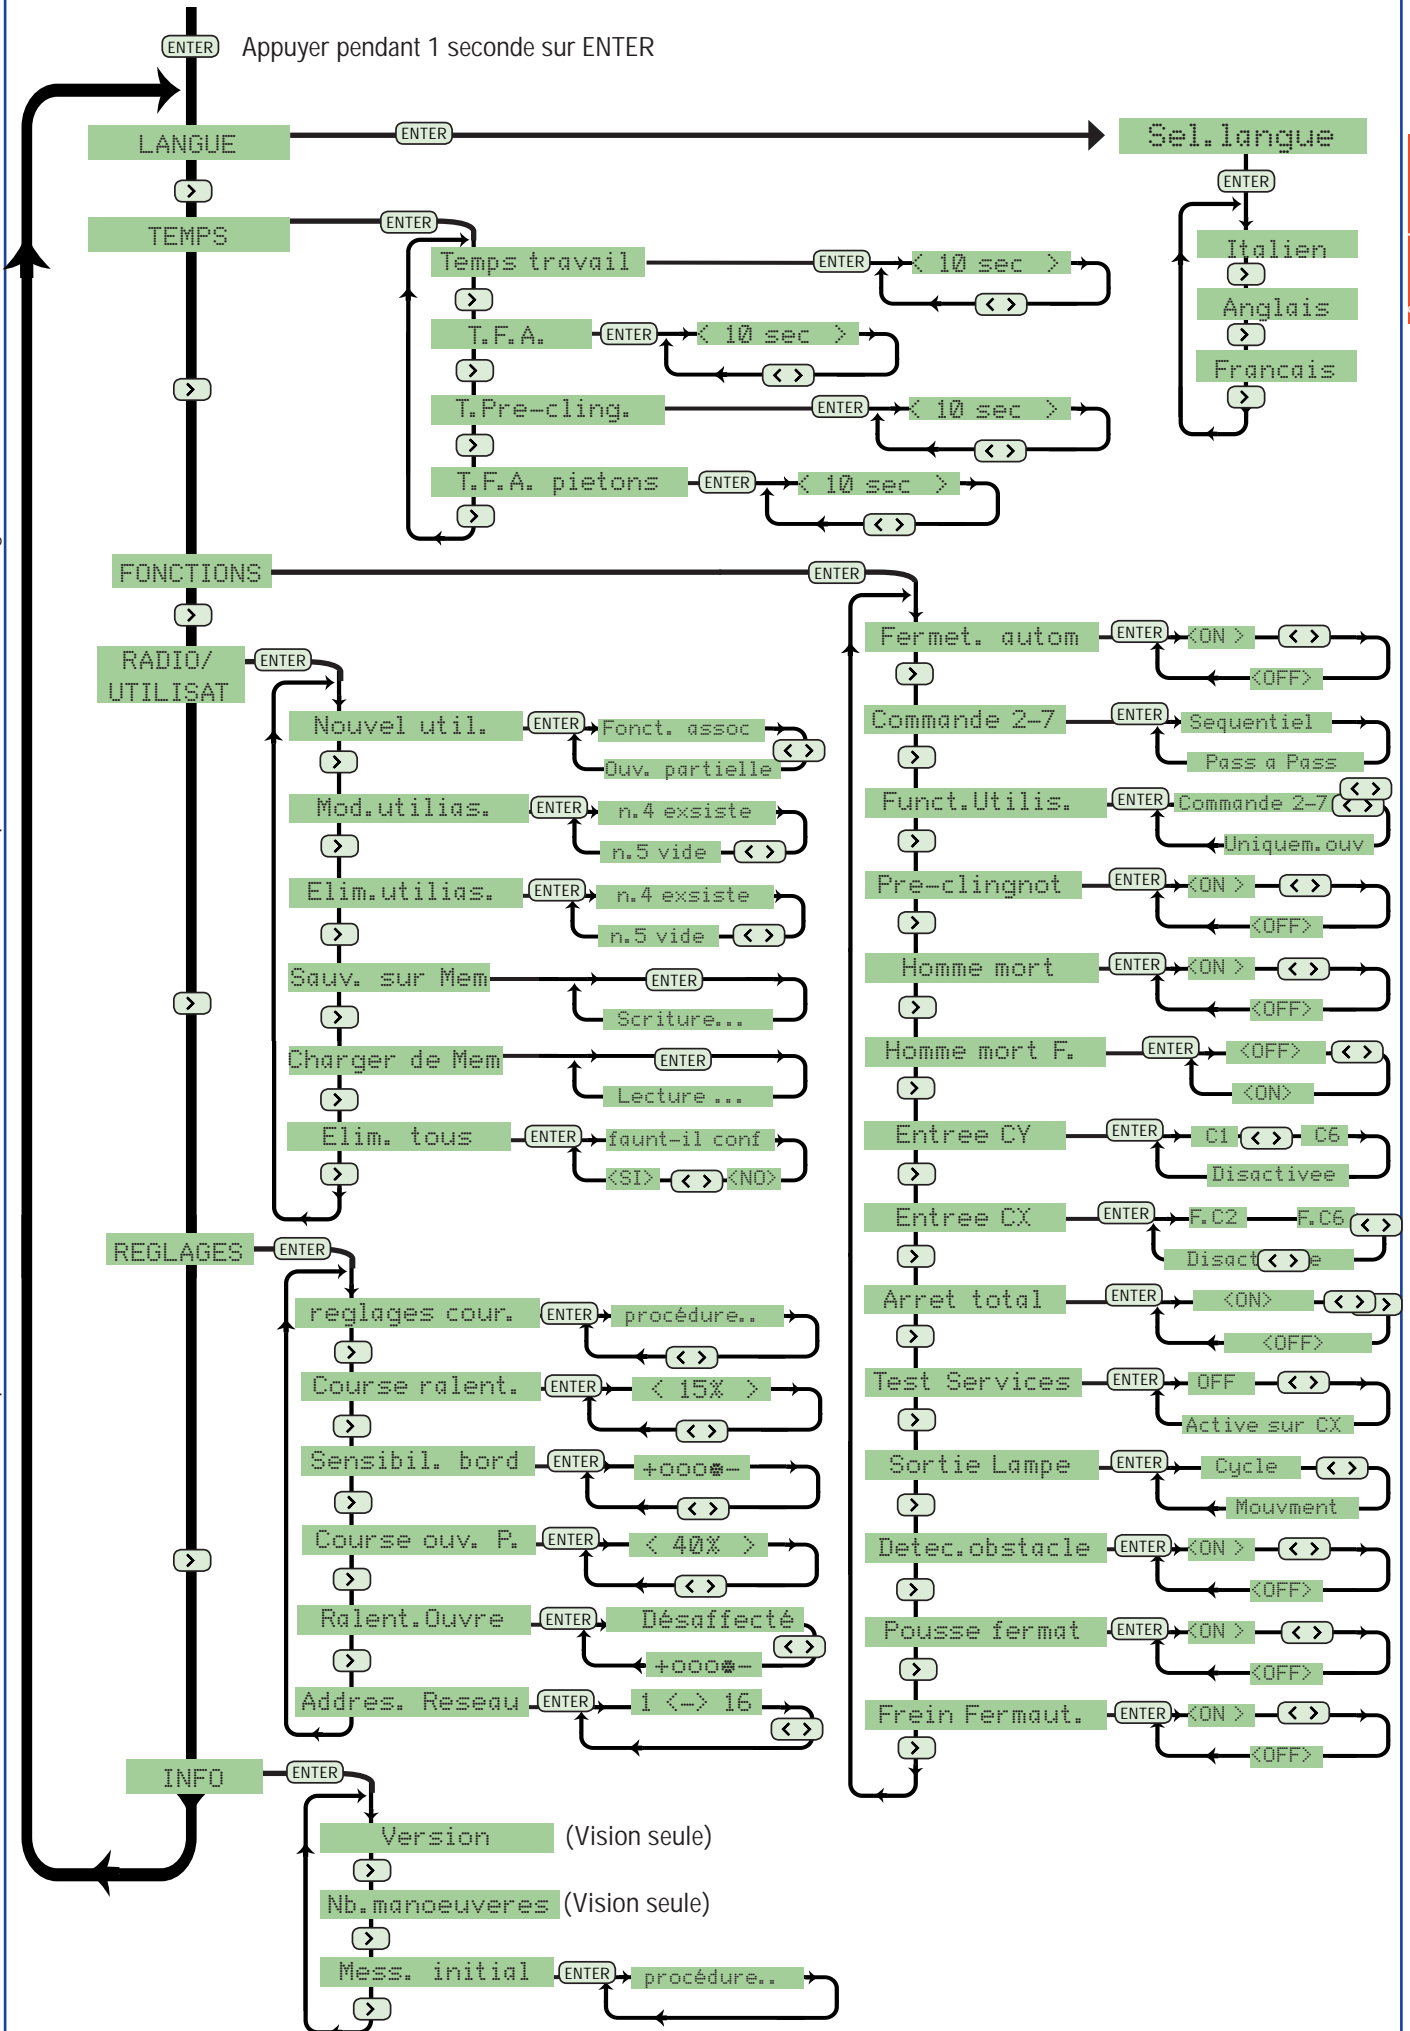 ENTER Appuyer pendant 1 seconde sur ENTER
LANGUE ENTER Sel.langue
>
ENTER
Italien
>
Anglais
>
Francais
>
TEMPS ENTER
Temps travail ENTER < 10 sec >
> < >
T.F.A. ENTER < 10 sec >
> < >
T.Pre-cling. ENTER < 10 sec >
> < >
T.F.A. pietons ENTER < 10 sec >
> < >
>
FONCTIONS ENTER
>
Fermet. autom ENTER <ON > < >
> <OFF>
Commande 2-7 ENTER Sequentiel
> Pass a Pass < >
Funct.Utilis. ENTER Commande 2-7 < >
> Uniquem.ouv
Pre-clingnot ENTER <ON > < >
> <OFF>
Homme mort ENTER <ON > < >
> <OFF>
Homme mort F. ENTER <OFF> < >
> <ON>
Entree CY ENTER C1 < > C6
> Disactivee
Entree CX ENTER F.C2 F.C6 < >
> Disact < > e
Arret total ENTER <ON> < > >
> <OFF>
Test Services ENTER OFF < >
> Active sur CX
Sortie Lampe ENTER Cycle < >
> Mouvment
Detec.obstacle ENTER <ON > < >
> <OFF>
Pousse fermat ENTER <ON > < >
> <OFF>
Frein Fermaut. ENTER <ON > < >
> <OFF>
RADIO/
UTILISAT ENTER
Nouvel util. ENTER Fonct. assoc
> Ouv. partielle < >
Mod.utilias. ENTER n.4 exsiste
> n.5 vide < >
Elim.utilias. ENTER n.4 exsiste
> n.5 vide < >
Sauv. sur Mem ENTER
> Scriture...
Charger de Mem ENTER
> Lecture ...
Elim. tous ENTER faunt-il conf
> <SI> < > <NO>
>
REGLAGES ENTER
reglages cour. ENTER procédure..
> < >
Course ralent. ENTER < 15% >
> < >
Sensibil. bord ENTER +ooo●-
> < >
Course ouv. P. ENTER < 40% >
> < >
Ralent.Ouvre ENTER Désaffecté
> +ooo●- < >
Addres. Reseau ENTER 1 <-> 16
< >
>
INFO ENTER
Version (Vision seule)
>
Nb.manoeuveres (Vision seule)
>
Mess. initial ENTER procédure..
>